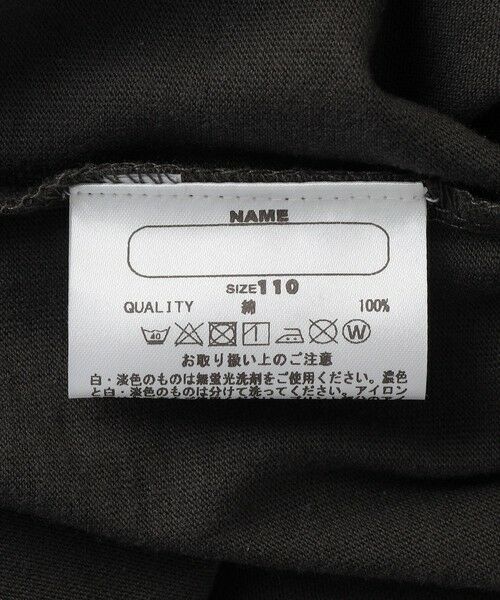 NAME
SIZE 110
QUALITY 綿 100%
40 W
お取り扱い上のご注意
白・淡色のものは無蛍光洗剤をご使用ください。濃色
と白・淡色のものは分けて洗ってください。アイロン